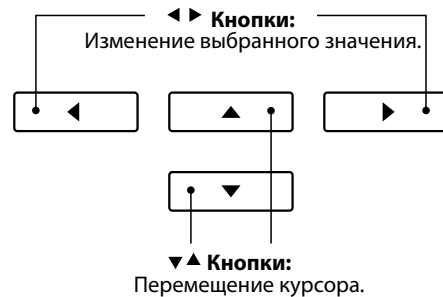 ◀ ▶ Кнопки:
Изменение выбранного значения.
◀ ▲ ▶
▼
▼▲ Кнопки:
Перемещение курсора.